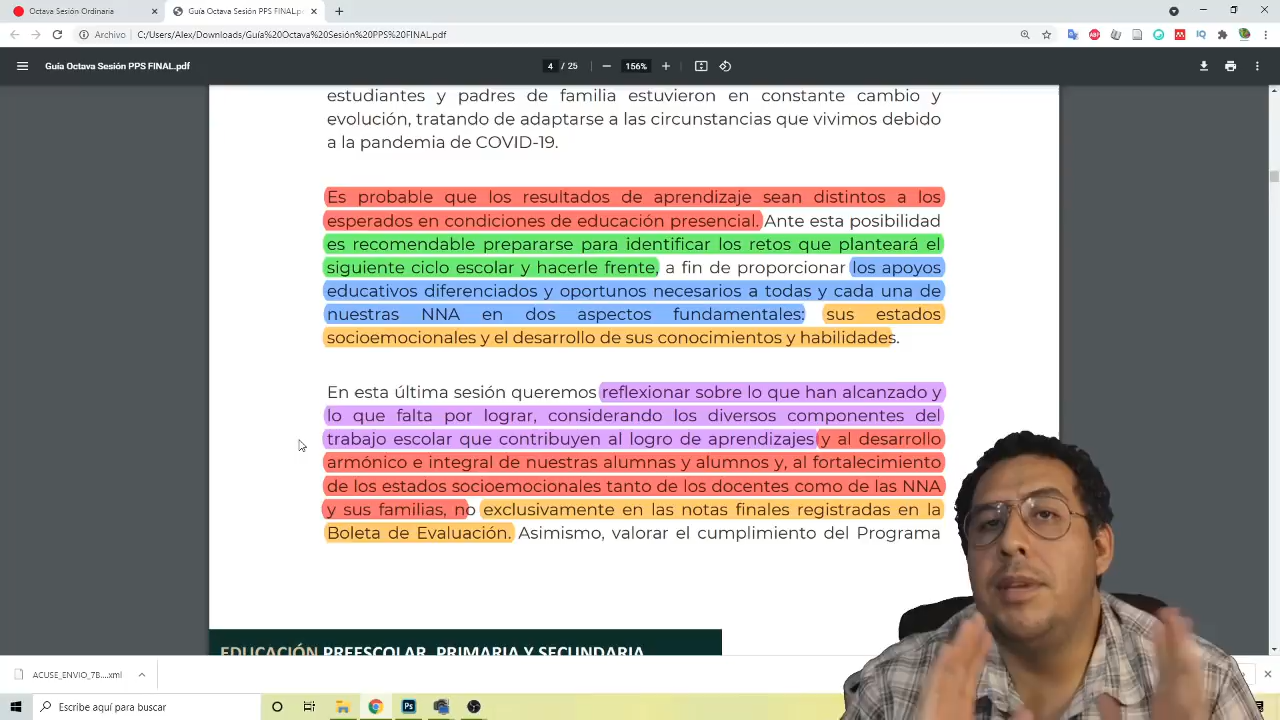 Octava Sesión Ordinaria
Guía Octava Sesión PPS FINAL.pd
Archivo
C:/Users/Alex/Downloads/Guía%20Octava%20Sesión%20PPS%20FINAL.pdf
Guía Octava Sesión PPS FINAL.pdf
4 / 25
156%
estudiantes y padres de familia estuvieron en constante cambio y
evolución, tratando de adaptarse a las circunstancias que vivimos debido
a la pandemia de COVID-19.
Es probable que los resultados de aprendizaje sean distintos a los
esperados en condiciones de educación presencial. Ante esta posibilidad
es recomendable prepararse para identificar los retos que planteará el
siguiente ciclo escolar y hacerle frente, a fin de proporcionar los apoyos
educativos diferenciados y oportunos necesarios a todas y cada una de
nuestras NNA en dos aspectos fundamentales: sus estados
socioemocionales y el desarrollo de sus conocimientos y habilidades.
En esta última sesión queremos reflexionar sobre lo que han alcanzado y
lo que falta por lograr, considerando los diversos componentes del
trabajo escolar que contribuyen al logro de aprendizajes y al desarrollo
armónico e integral de nuestras alumnas y alumnos y, al fortalecimiento
de los estados socioemocionales tanto de los docentes como de las NNA
y sus familias, no exclusivamente en las notas finales registradas en la
Boleta de Evaluación. Asimismo, valorar el cumplimiento del Programa
EDUCACIÓN PREESCOLAR, PRIMARIA Y SECUNDARIA
ACUSE_ENVIO_7B....xml
Escribe aquí para buscar